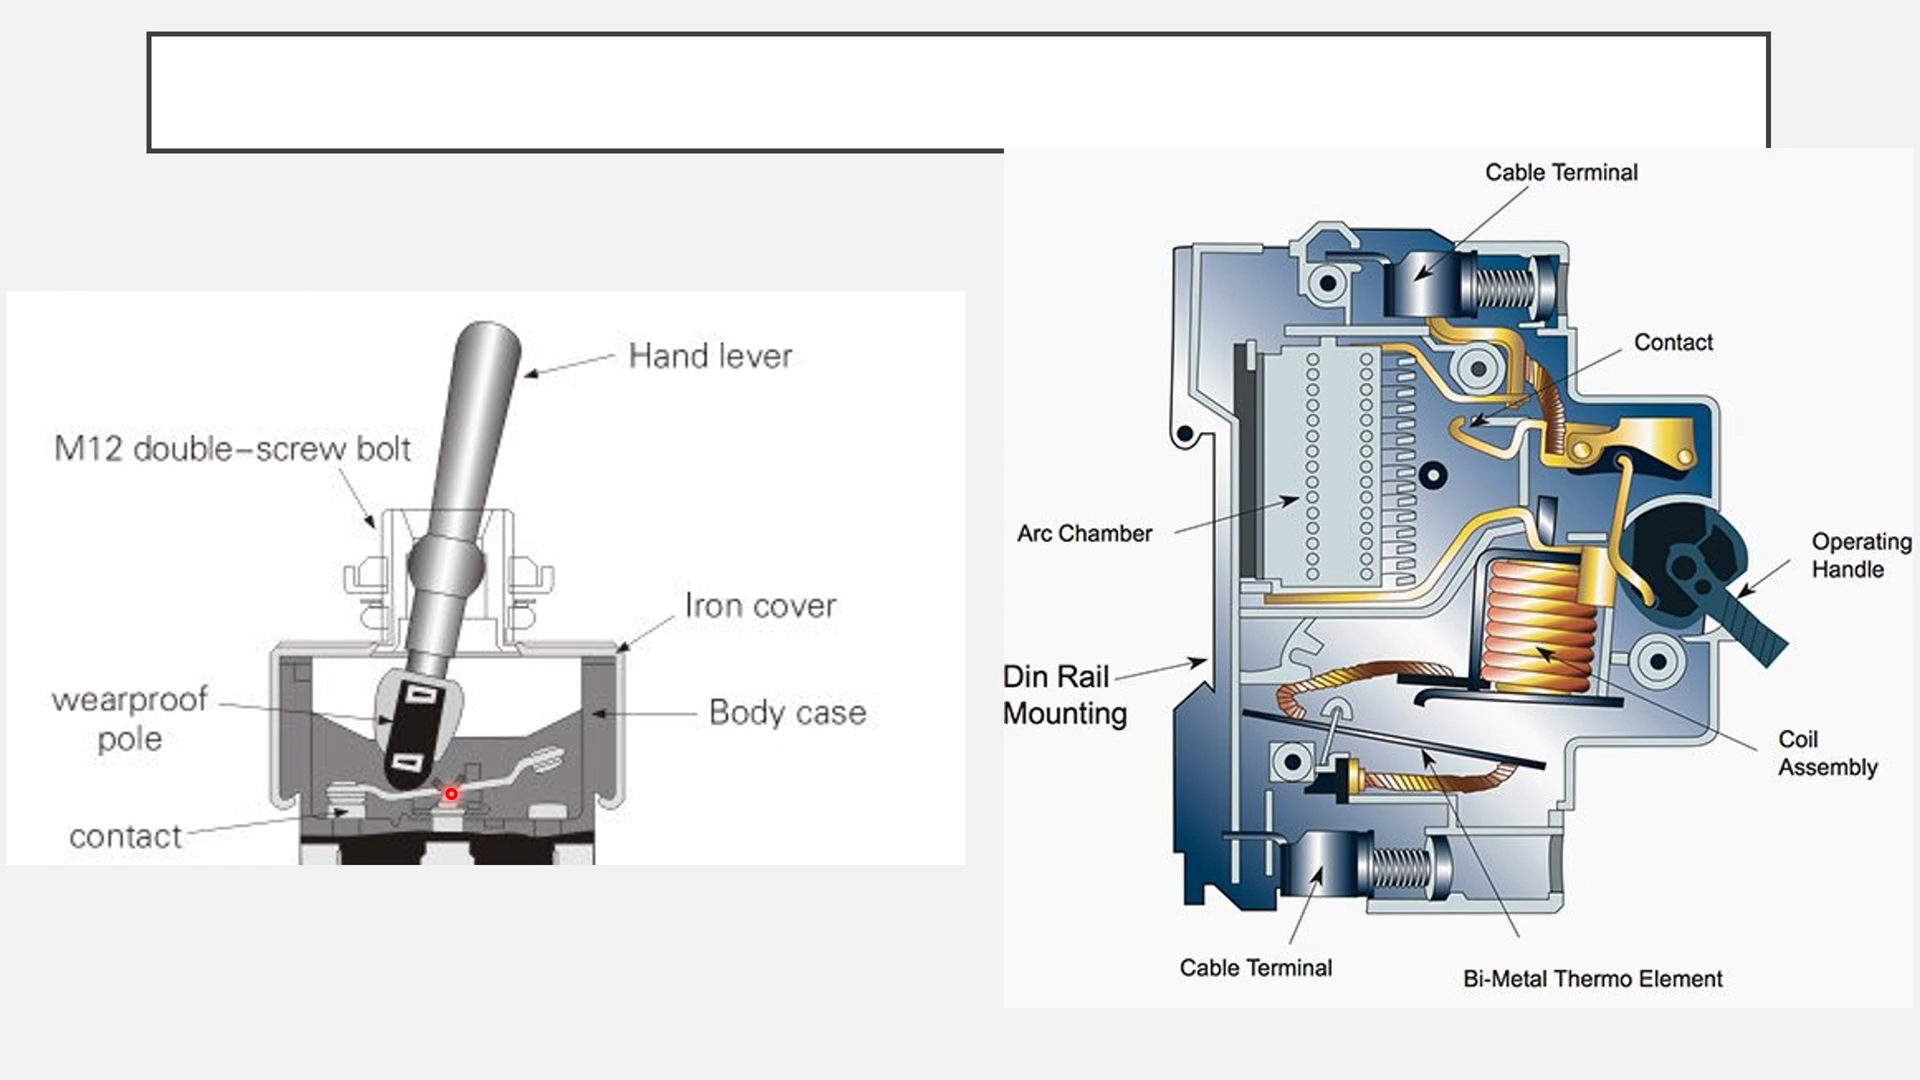 Hand lever
M12 double-screw bolt
Iron cover
wearproof
pole
Body case
contact
Cable Terminal
Contact
Arc Chamber
Operating
Handle
Din Rail
Mounting
Coil
Assembly
Cable Terminal
Bi-Metal Thermo Element